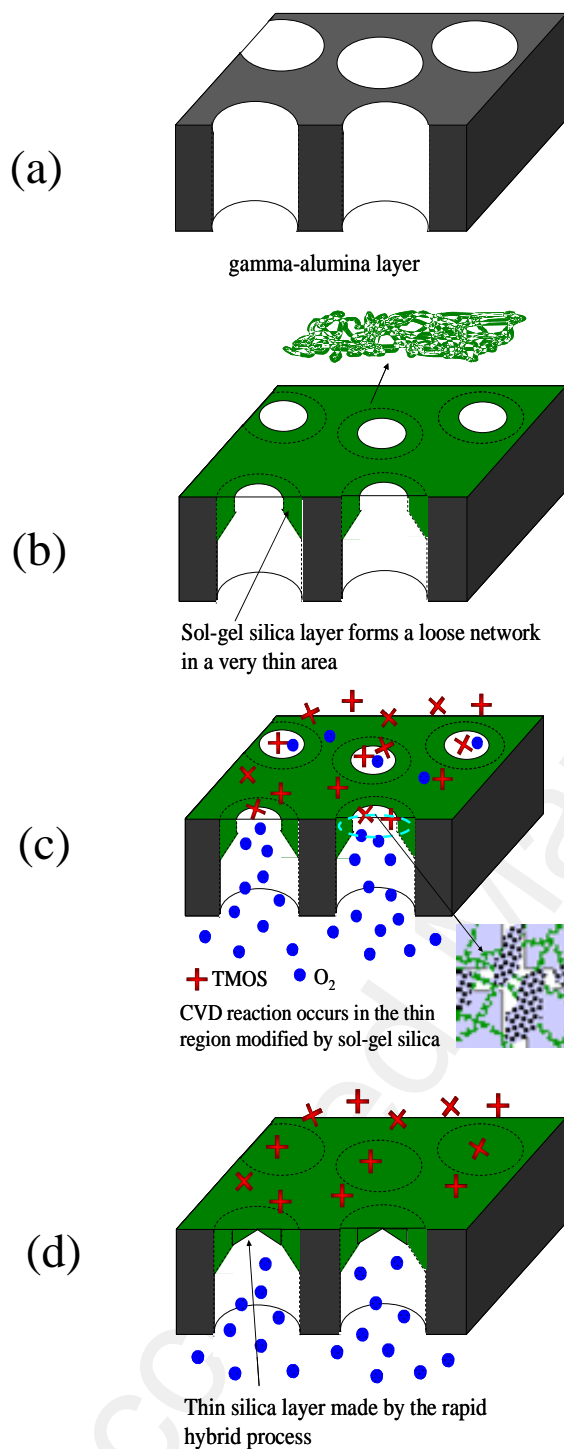 (a)
gamma-alumina layer
(b)
Sol-gel silica layer forms a loose network
in a very thin area
(c)
TMOS O₂
CVD reaction occurs in the thin
region modified by sol-gel silica
(d)
Thin silica layer made by the rapid
hybrid process